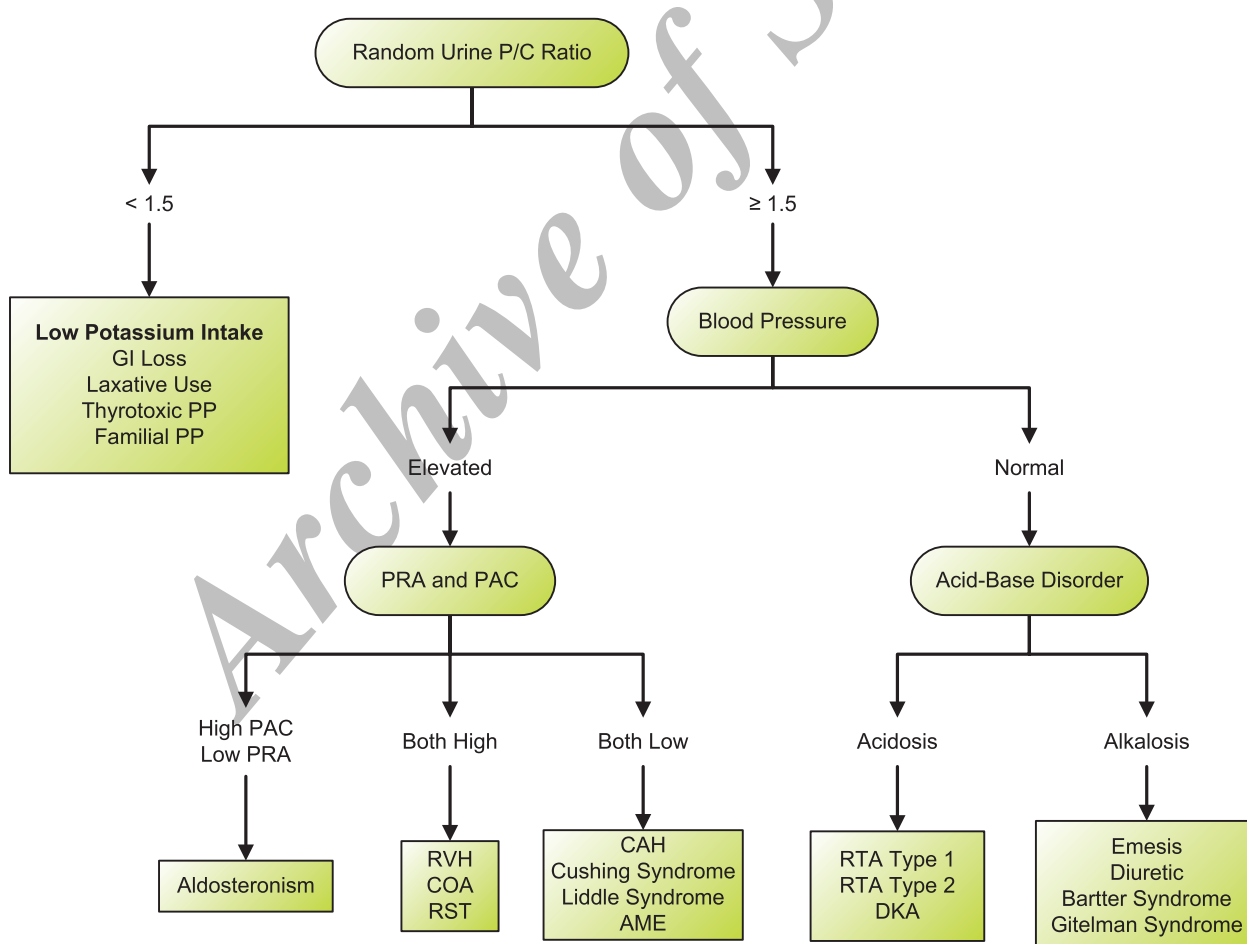 Random Urine P/C Ratio
< 1.5
≥ 1.5
Low Potassium Intake
GI Loss
Laxative Use
Thyrotoxic PP
Familial PP
Blood Pressure
Elevated
Normal
PRA and PAC
Acid-Base Disorder
High PAC
Low PRA
Both High
Both Low
Acidosis
Alkalosis
Aldosteronism
RVH
COA
RST
CAH
Cushing Syndrome
Liddle Syndrome
AME
RTA Type 1
RTA Type 2
DKA
Emesis
Diuretic
Bartter Syndrome
Gitelman Syndrome
Archive of